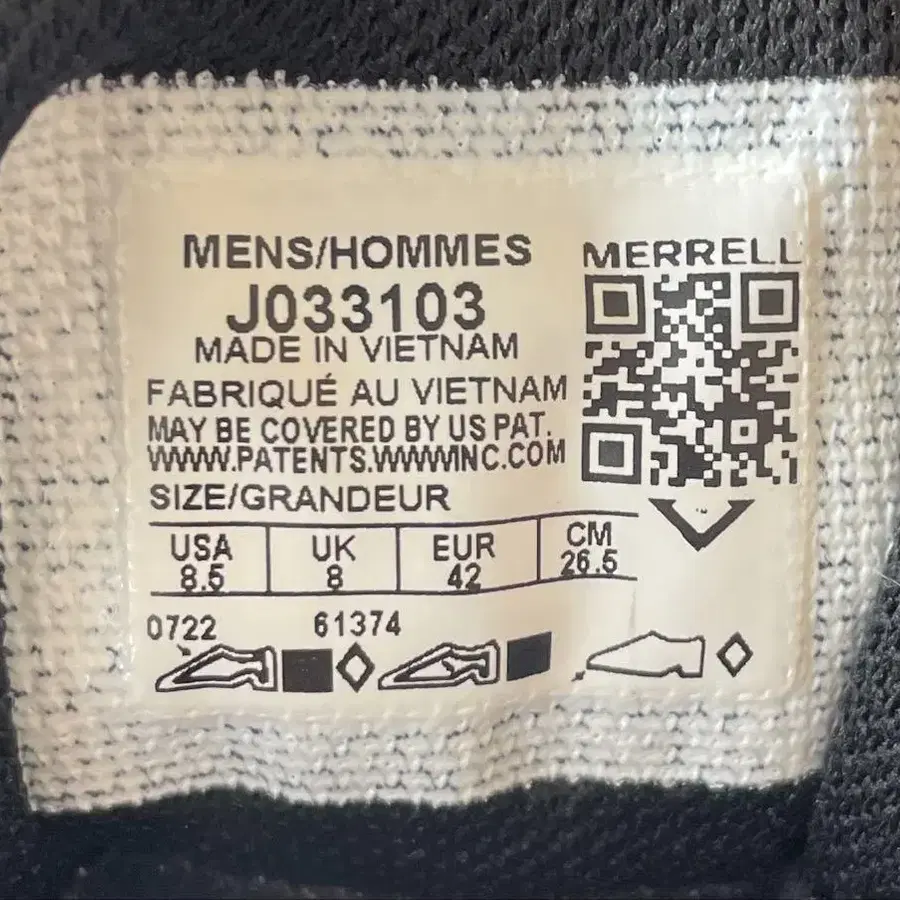 MENS/HOMMES
J033103
MADE IN VIETNAM
FABRIQUÉ AU VIETNAM
MAY BE COVERED BY US PAT.
WWW.PATENTS.WWWINC.COM
SIZE/GRANDEUR
USA UK EUR CM
8.5 8 42 26.5
0722 61374
MERRELL